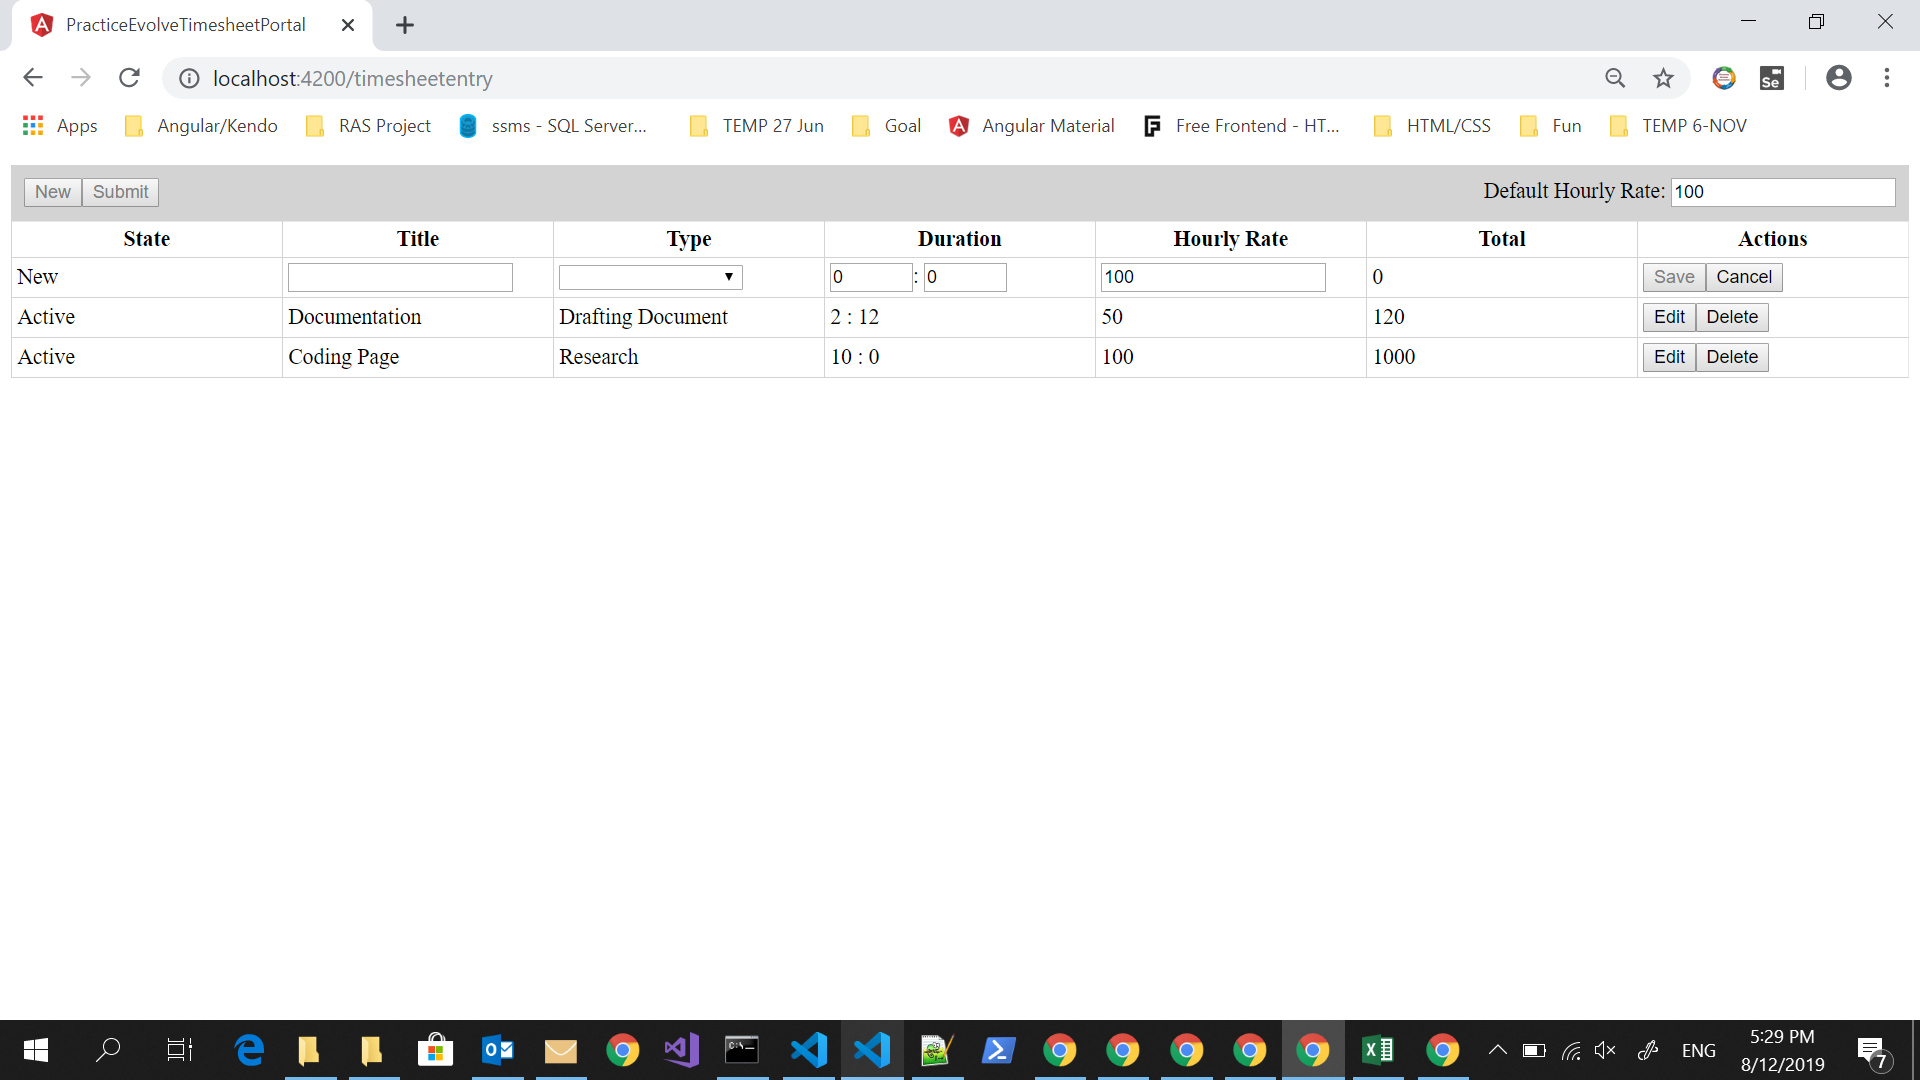 PracticeEvolveTimesheetPortal
localhost:4200/timesheetentry
Se
Apps Angular/Kendo RAS Project ssms - SQL Server... TEMP 27 Jun Goal Angular Material Free Frontend - HT... HTML/CSS Fun TEMP 6-NOV
New Submit Default Hourly Rate: 100
State Title Type Duration Hourly Rate Total Actions
New 0 : 0 100 0 Save Cancel
Active Documentation Drafting Document 2 : 12 50 120 Edit Delete
Active Coding Page Research 10 : 0 100 1000 Edit Delete
ENG
5:29 PM
8/12/2019
7